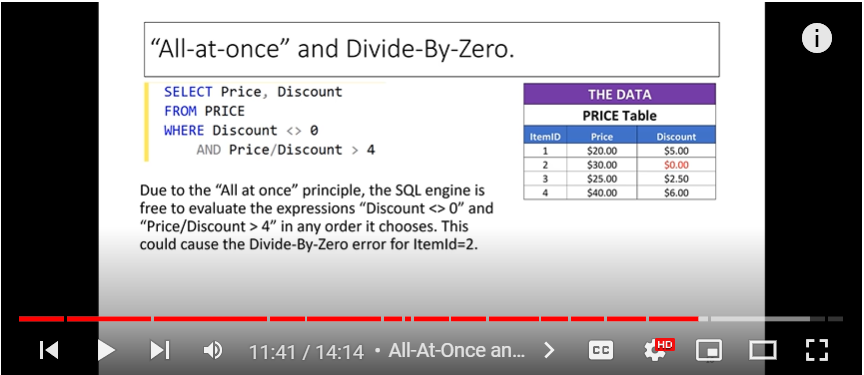 “All-at-once” and Divide-By-Zero.
SELECT Price, Discount
FROM PRICE
WHERE Discount <> 0
AND Price/Discount > 4
Due to the “All at once” principle, the SQL engine is
free to evaluate the expressions “Discount <> 0” and
“Price/Discount > 4” in any order it chooses. This
could cause the Divide-By-Zero error for ItemId=2.
THE DATA
PRICE Table
ItemID Price Discount
1 $20.00 $5.00
2 $30.00 $0.00
3 $25.00 $2.50
4 $40.00 $6.00
i
11:41 / 14:14 • All-At-Once an...
CC
HD